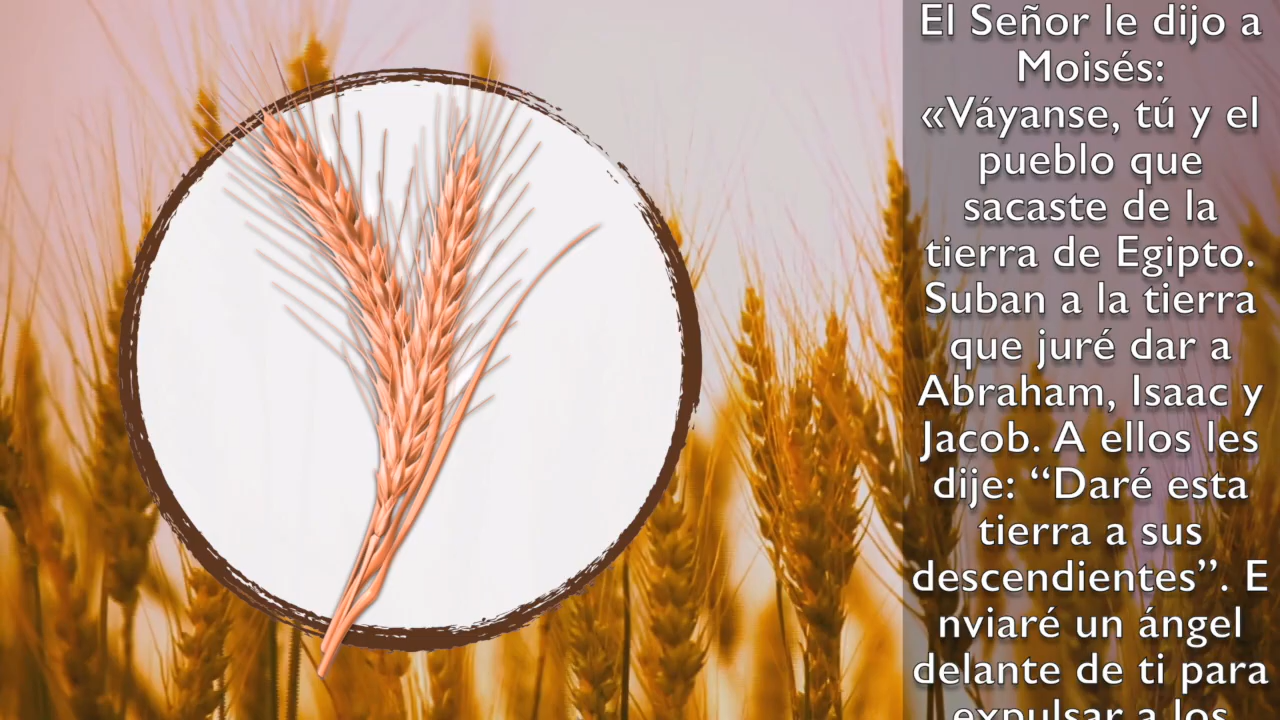 El Señor le dijo a
Moisés:
«Váyanse, tú y el
pueblo que
sacaste de la
tierra de Egipto.
Suban a la tierra
que juré dar a
Abraham, Isaac y
Jacob. A ellos les
dije: “Daré esta
tierra a sus
descendientes”. E
nviaré un ángel
delante de ti para
expulsar a los